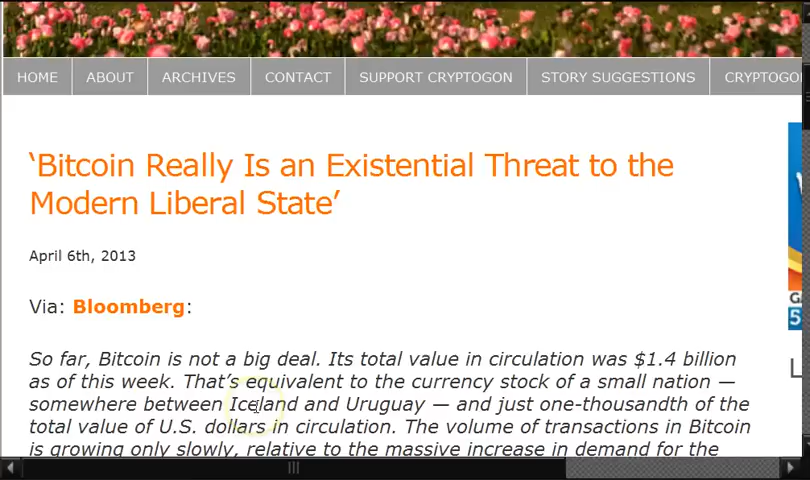 HOME ABOUT ARCHIVES CONTACT SUPPORT CRYPTOGON STORY SUGGESTIONS
‘Bitcoin Really Is an Existential Threat to the
Modern Liberal State’
April 6th, 2013
Via: Bloomberg:
So far, Bitcoin is not a big deal. Its total value in circulation was $1.4 billion
as of this week. That’s equivalent to the currency stock of a small nation —
somewhere between Iceland and Uruguay — and just one-thousandth of the
total value of U.S. dollars in circulation. The volume of transactions in Bitcoin
is growing only slowly, relative to the massive increase in demand for the